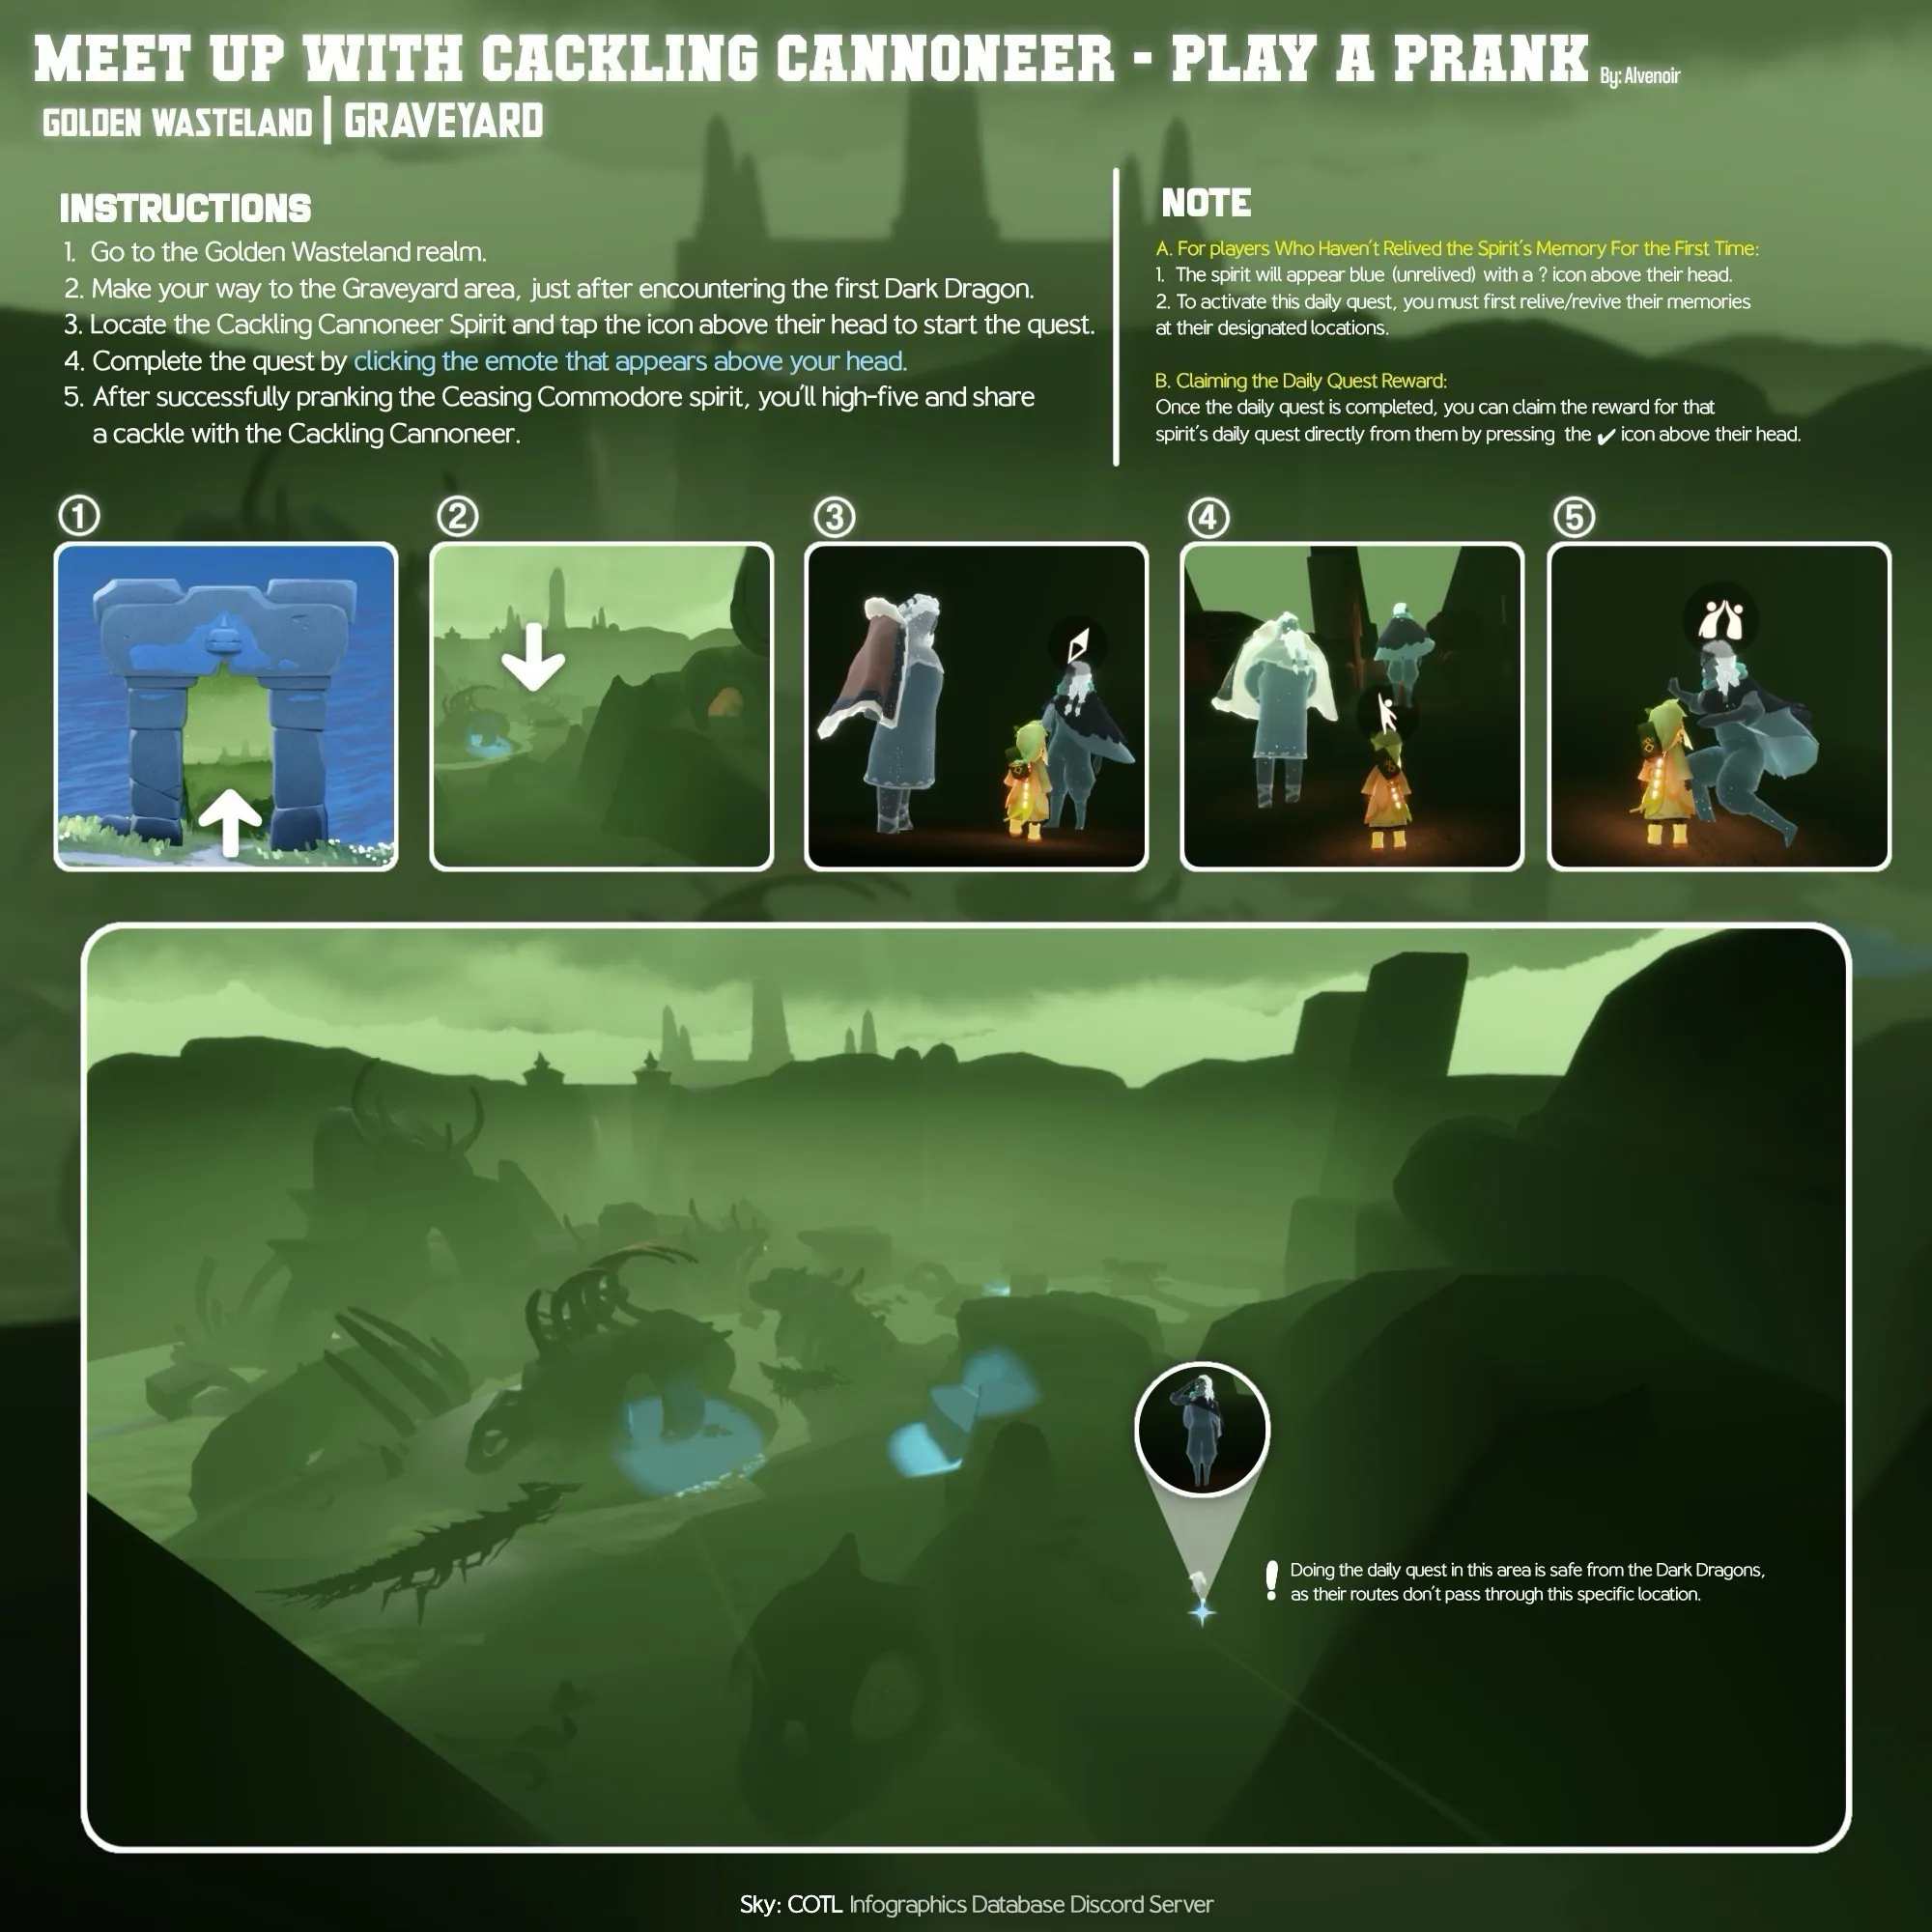 MEET UP WITH CACKLING CANNONEER - PLAY A PRANK By: Alvenoir
GOLDEN WASTELAND | GRAVEYARD
INSTRUCTIONS
1. Go to the Golden Wasteland realm.
2. Make your way to the Graveyard area, just after encountering the first Dark Dragon.
3. Locate the Cackling Cannoneer Spirit and tap the icon above their head to start the quest.
4. Complete the quest by clicking the emote that appears above your head.
5. After successfully pranking the Ceasing Commodore spirit, you'll high-five and share
a cackle with the Cackling Cannoneer.
NOTE
A. For players Who Haven't Relived the Spirit's Memory For the First Time:
1. The spirit will appear blue (unrelived) with a ? icon above their head.
2. To activate this daily quest, you must first relive/revive their memories
at their designated locations.
B. Claiming the Daily Quest Reward:
Once the daily quest is completed, you can claim the reward for that
spirit's daily quest directly from them by pressing the ✔ icon above their head.
①
②
③
④
⑤
! Doing the daily quest in this area is safe from the Dark Dragons,
as their routes don't pass through this specific location.
Sky: COTL Infographics Database Discord Server